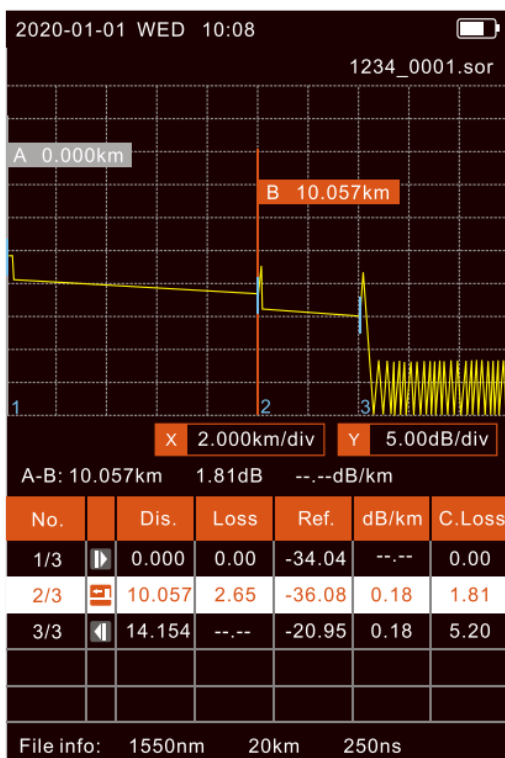 2020-01-01 WED 10:08
1234_0001.sor
A 0.000km
B 10.057km
1 2 3
X 2.000km/div Y 5.00dB/div
A-B: 10.057km 1.81dB --.--dB/km
No. Dis. Loss Ref. dB/km C.Loss
1/3 0.000 0.00 -34.04 --.-- 0.00
2/3 10.057 2.65 -36.08 0.18 1.81
3/3 14.154 --.-- -20.95 0.18 5.20
File info: 1550nm 20km 250ns